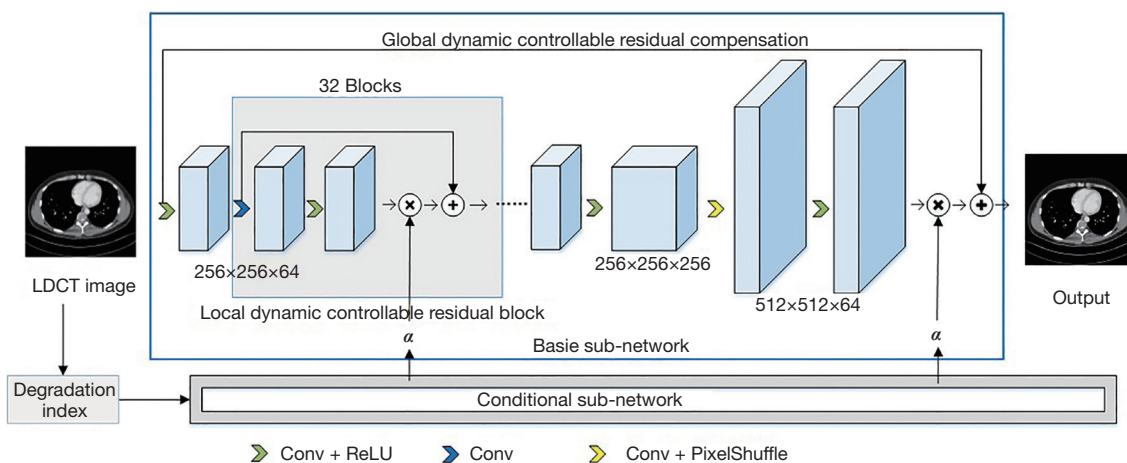 Global dynamic controllable residual compensation
32 Blocks
LDCT image
256×256×64
256×256×256
512×512×64
Output
Local dynamic controllable residual block
α
α
Basie sub-network
Degradation
index
Conditional sub-network
Conv + ReLU
Conv
Conv + PixelShuffle